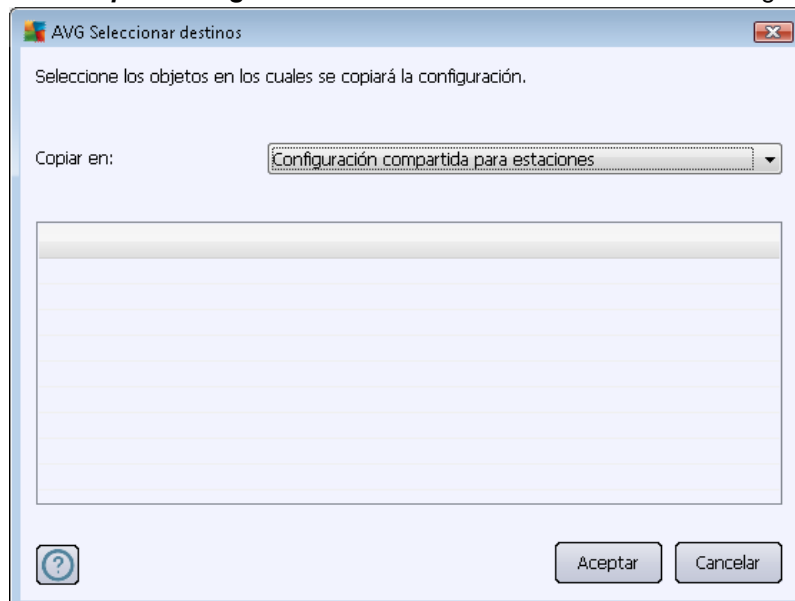 AVG Seleccionar destinos
Seleccione los objetos en los cuales se copiará la configuración.
Copiar en:
Configuración compartida para estaciones
?
Aceptar
Cancelar